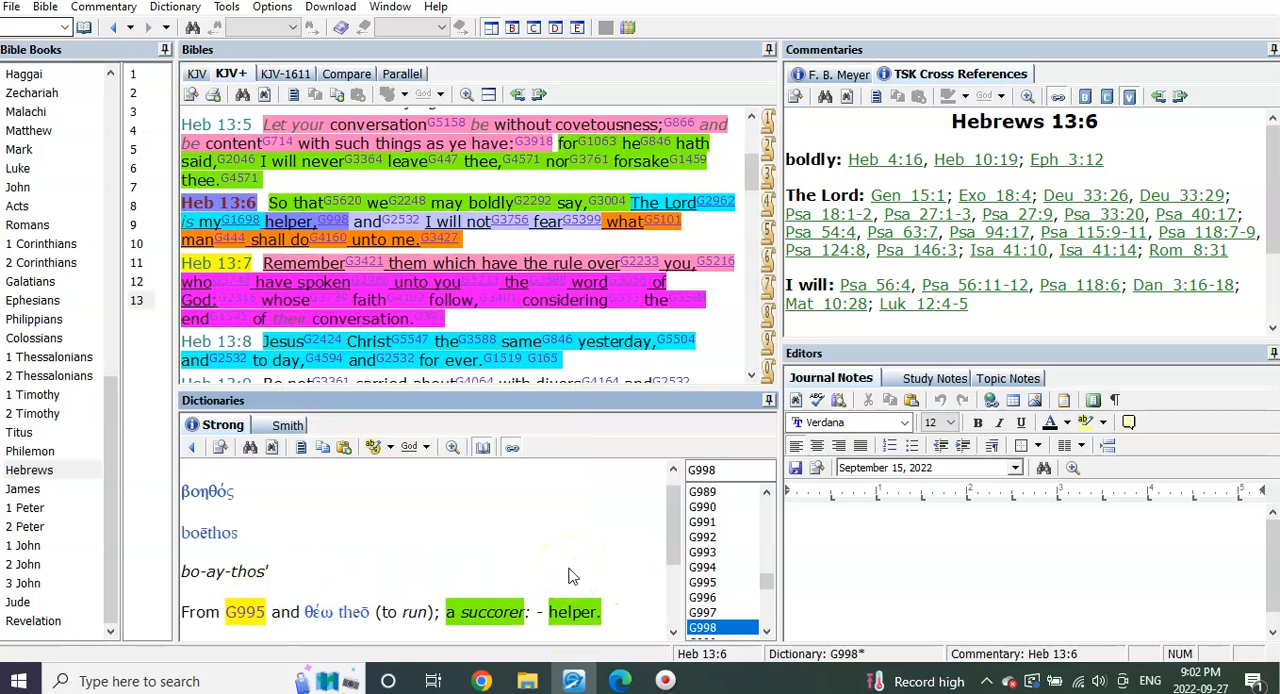 File Bible Commentary Dictionary Tools Options Download Window Help
Bible Books
Bibles
Commentaries
Haggai 1
Zechariah 2
Malachi 3
Matthew 4
Mark 5
Luke 6
John 7
Acts 8
Romans 9
1 Corinthians 10
2 Corinthians 11
Galatians 12
Ephesians 13
Philippians
Colossians
1 Thessalonians
2 Thessalonians
1 Timothy
2 Timothy
Titus
Philemon
Hebrews
James
1 Peter
2 Peter
1 John
2 John
3 John
Jude
Revelation
KJV KJV+ KJV-1611 Compare Parallel
Heb 13:5 Let your conversationG5158 be without covetousness;G866 and
be contentG714 with such things as ye have:G3918 forG1063 heG846 hath
said,G2046 I will neverG3364 leaveG447 thee,G4571 norG3761 forsakeG1459
thee.G4571
Heb 13:6 So thatG5620 weG2248 may boldlyG2292 say,G3004 The LordG2962
is myG1698 helper,G998 andG2532 I will notG3756 fearG5399 whatG5101
manG444 shall doG4160 unto me.G3427
Heb 13:7 RememberG3421 them which have the rule overG2233 you,G5216
who have spoken unto you the word of
God: whose faith follow, considering the
end of their conversation.
Heb 13:8 JesusG2424 ChristG5547 theG3588 sameG846 yesterday,G5504
andG2532 to day,G4594 andG2532 for ever.G1519 G165
Dictionaries
Strong Smith
God
βοηθός
boēthos
bo-ay-thos'
From G995 and θέω theō (to run); a succorer: - helper.
G998
G989
G990
G991
G992
G993
G994
G995
G996
G997
G998
F. B. Meyer TSK Cross References
Hebrews 13:6
boldly: Heb 4:16, Heb 10:19; Eph 3:12
The Lord: Gen 15:1; Exo 18:4; Deu 33:26, Deu 33:29;
Psa 18:1-2, Psa 27:1-3, Psa 27:9, Psa 33:20, Psa 40:17;
Psa 54:4, Psa 63:7, Psa 94:17, Psa 115:9-11, Psa 118:7-9,
Psa 124:8, Psa 146:3; Isa 41:10, Isa 41:14; Rom 8:31
I will: Psa 56:4, Psa 56:11-12, Psa 118:6; Dan 3:16-18;
Mat 10:28; Luk 12:4-5
Editors
Journal Notes Study Notes Topic Notes
Verdana 12 B I U A
September 15, 2022
1 2 3 4 5
Heb 13:6 Dictionary: G998* Commentary: Heb 13:6 NUM
Type here to search
Record high
ENG
9:02 PM
2022-09-27